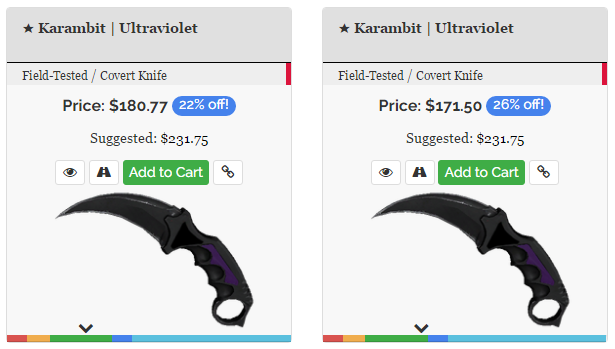 ★ Karambit | Ultraviolet
Field-Tested / Covert Knife
Price: $180.77 22% off!
Suggested: $231.75
Add to Cart
★ Karambit | Ultraviolet
Field-Tested / Covert Knife
Price: $171.50 26% off!
Suggested: $231.75
Add to Cart